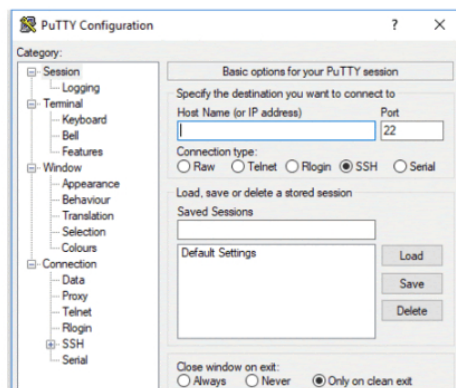 PuTTY Configuration
? ×
Category:
Session
Logging
Terminal
Keyboard
Bell
Features
Window
Appearance
Behaviour
Translation
Selection
Colours
Connection
Data
Proxy
Telnet
Rlogin
SSH
Serial
Basic options for your PuTTY session
Specify the destination you want to connect to
Host Name (or IP address) Port
22
Connection type:
Raw Telnet Rlogin SSH Serial
Load, save or delete a stored session
Saved Sessions
Default Settings
Load
Save
Delete
Close window on exit:
Always Never Only on clean exit